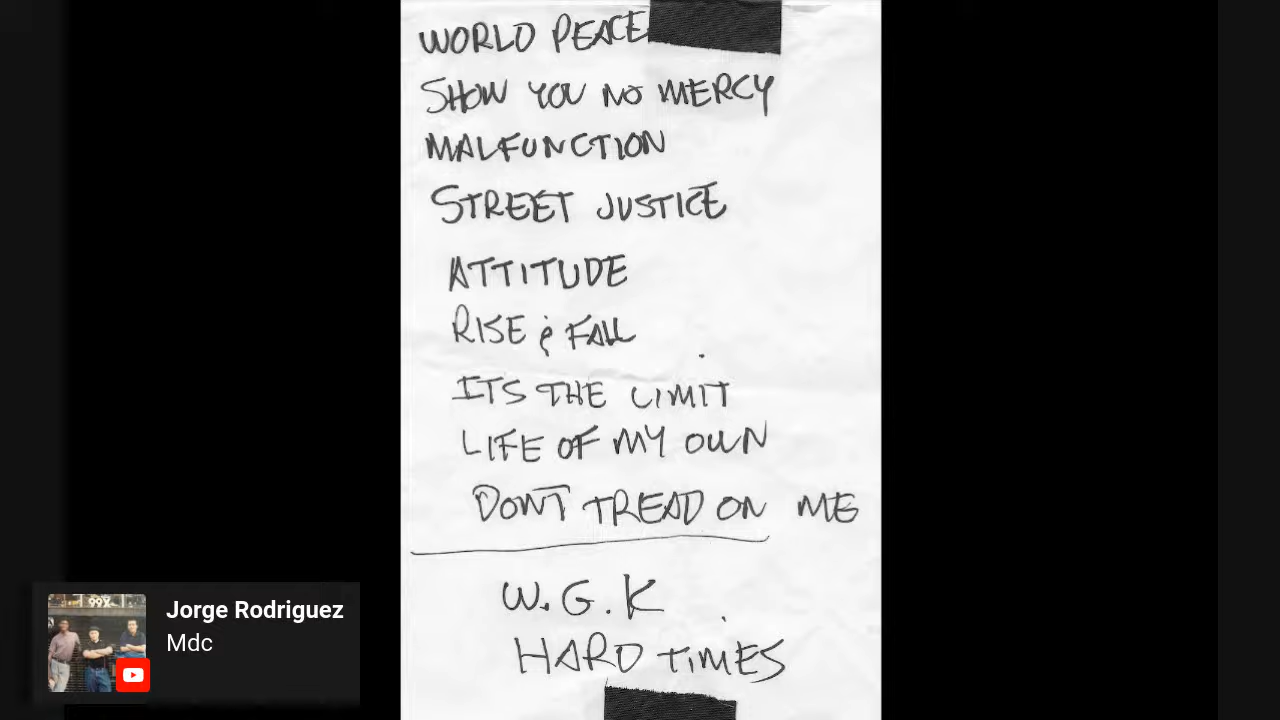 WORLD PEACE
SHOW YOU NO MERCY
MALFUNCTION
STREET JUSTICE
ATTITUDE
RISE & FALL
ITS THE LIMIT
LIFE OF MY OWN
DONT TREAD ON ME
W.G.K
HARD TIMES
Jorge Rodriguez
Mdc